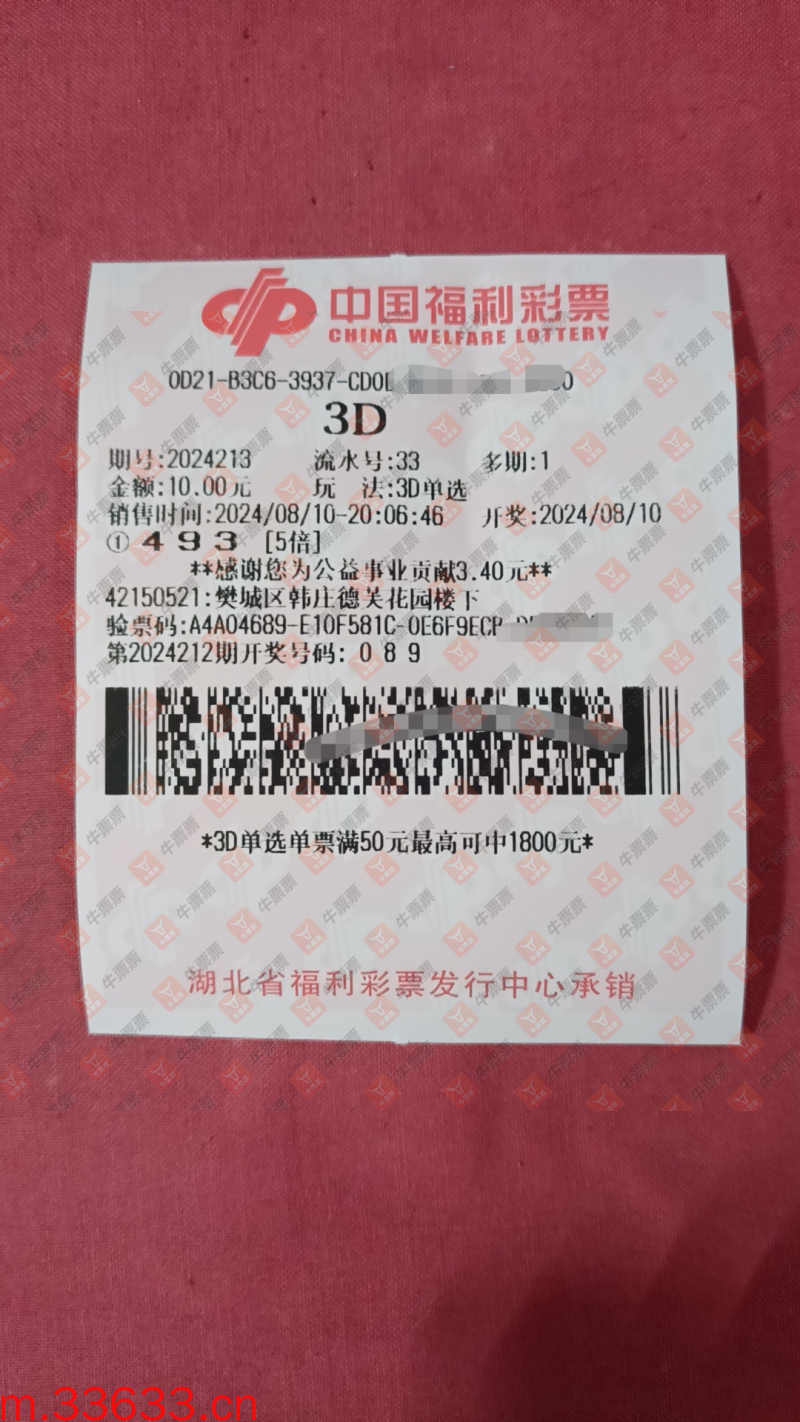 中国福利彩票
CHINA WELFARE LOTTERY
0D21-B3C6-3937-CD0
3D
期号:2024213 流水号:33 多期:1
金额:10.00元 玩 法:3D单选
销售时间:2024/08/10-20:06:46 开奖:2024/08/10
① 4 9 3 [5倍]
**感谢您为公益事业贡献3.40元**
42150521:樊城区韩庄德芙花园楼下
验票码:A4A04689-E10F581C-0E6F9EC
第2024212期开奖号码: 0 8 9
*3D单选单票满50元最高可中1800元*
湖北省福利彩票发行中心承销
牛票票
m.33633.cn